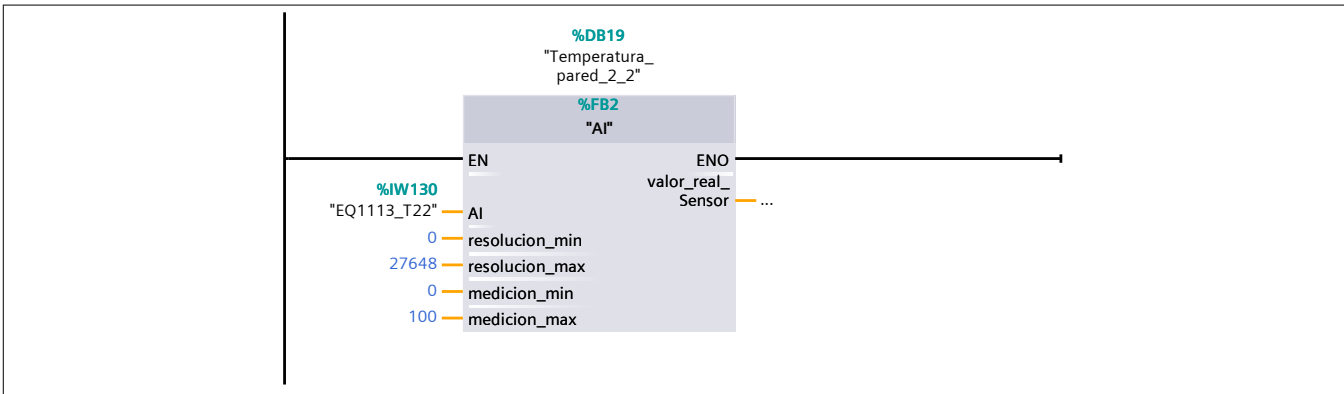 %DB19
"Temperatura_
pared_2_2"
%FB2
"AI"
EN
ENO
%IW130
"EQ1113_T22"
AI
valor_real_
Sensor
...
0
resolucion_min
27648
resolucion_max
0
medicion_min
100
medicion_max